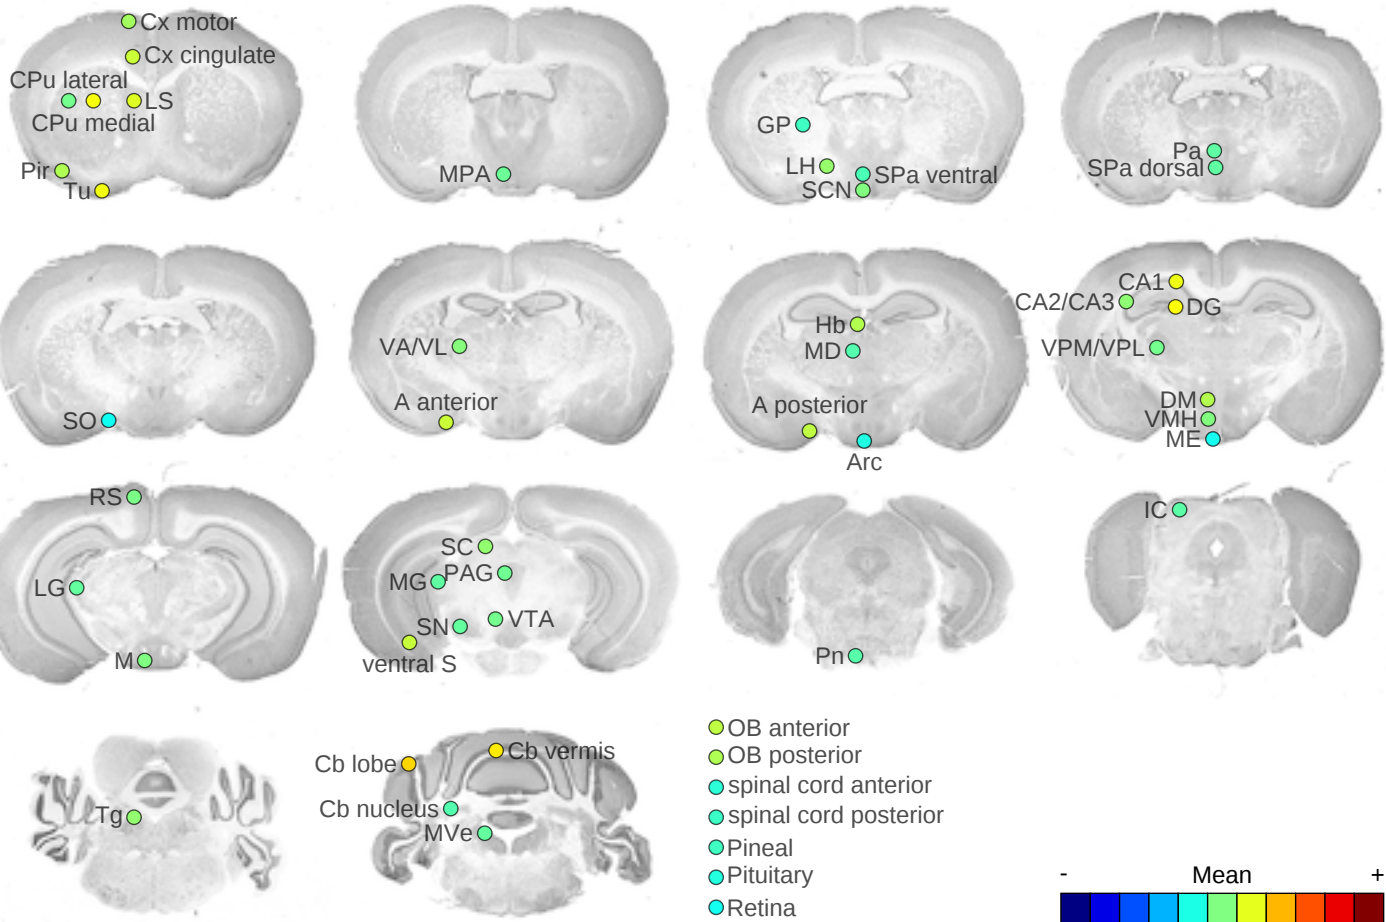 Cx motor
Cx cingulate
CPu lateral
LS
CPu medial
Pir
Tu
MPA
GP
LH
SPa ventral
SCN
Pa
SPa dorsal
SO
VA/VL
A anterior
Hb
MD
A posterior
Arc
CA1
CA2/CA3
DG
VPM/VPL
DM
VMH
ME
RS
LG
M
SC
MG
PAG
SN
VTA
ventral S
Pn
IC
Tg
Cb lobe
Cb vermis
Cb nucleus
MVe
OB anterior
OB posterior
spinal cord anterior
spinal cord posterior
Pineal
Pituitary
Retina
- Mean +